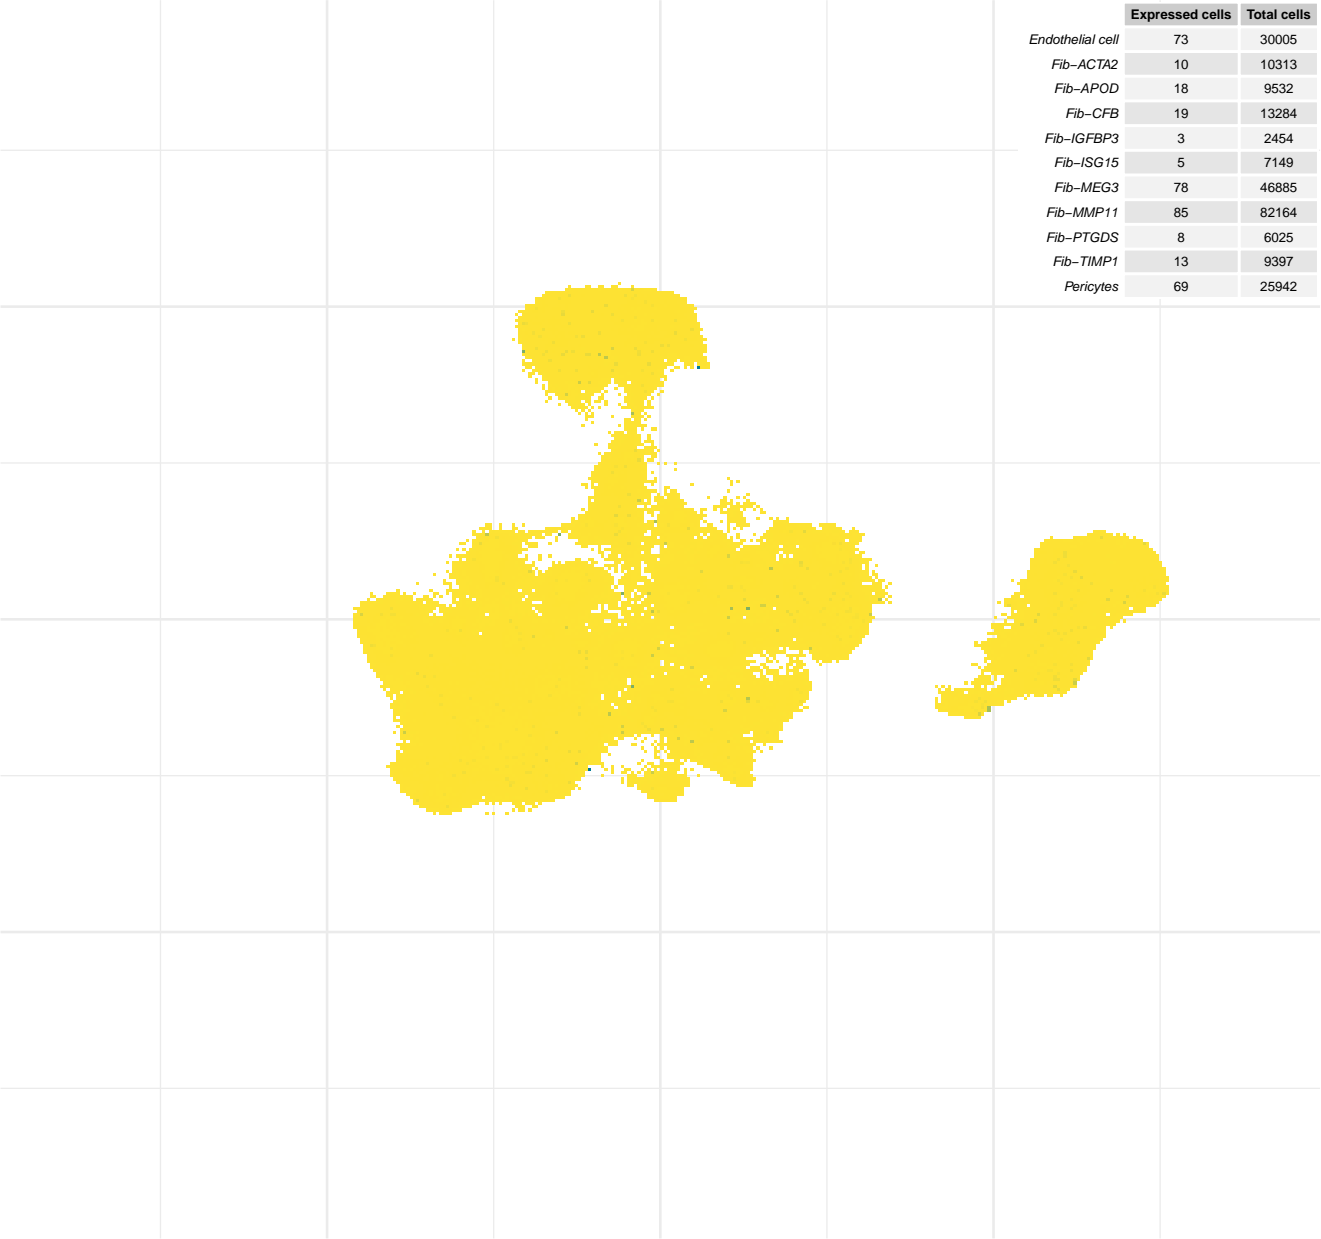 Expressed cells Total cells
Endothelial cell 73 30005
Fib−ACTA2 10 10313
Fib−APOD 18 9532
Fib−CFB 19 13284
Fib−IGFBP3 3 2454
Fib−ISG15 5 7149
Fib−MEG3 78 46885
Fib−MMP11 85 82164
Fib−PTGDS 8 6025
Fib−TIMP1 13 9397
Pericytes 69 25942